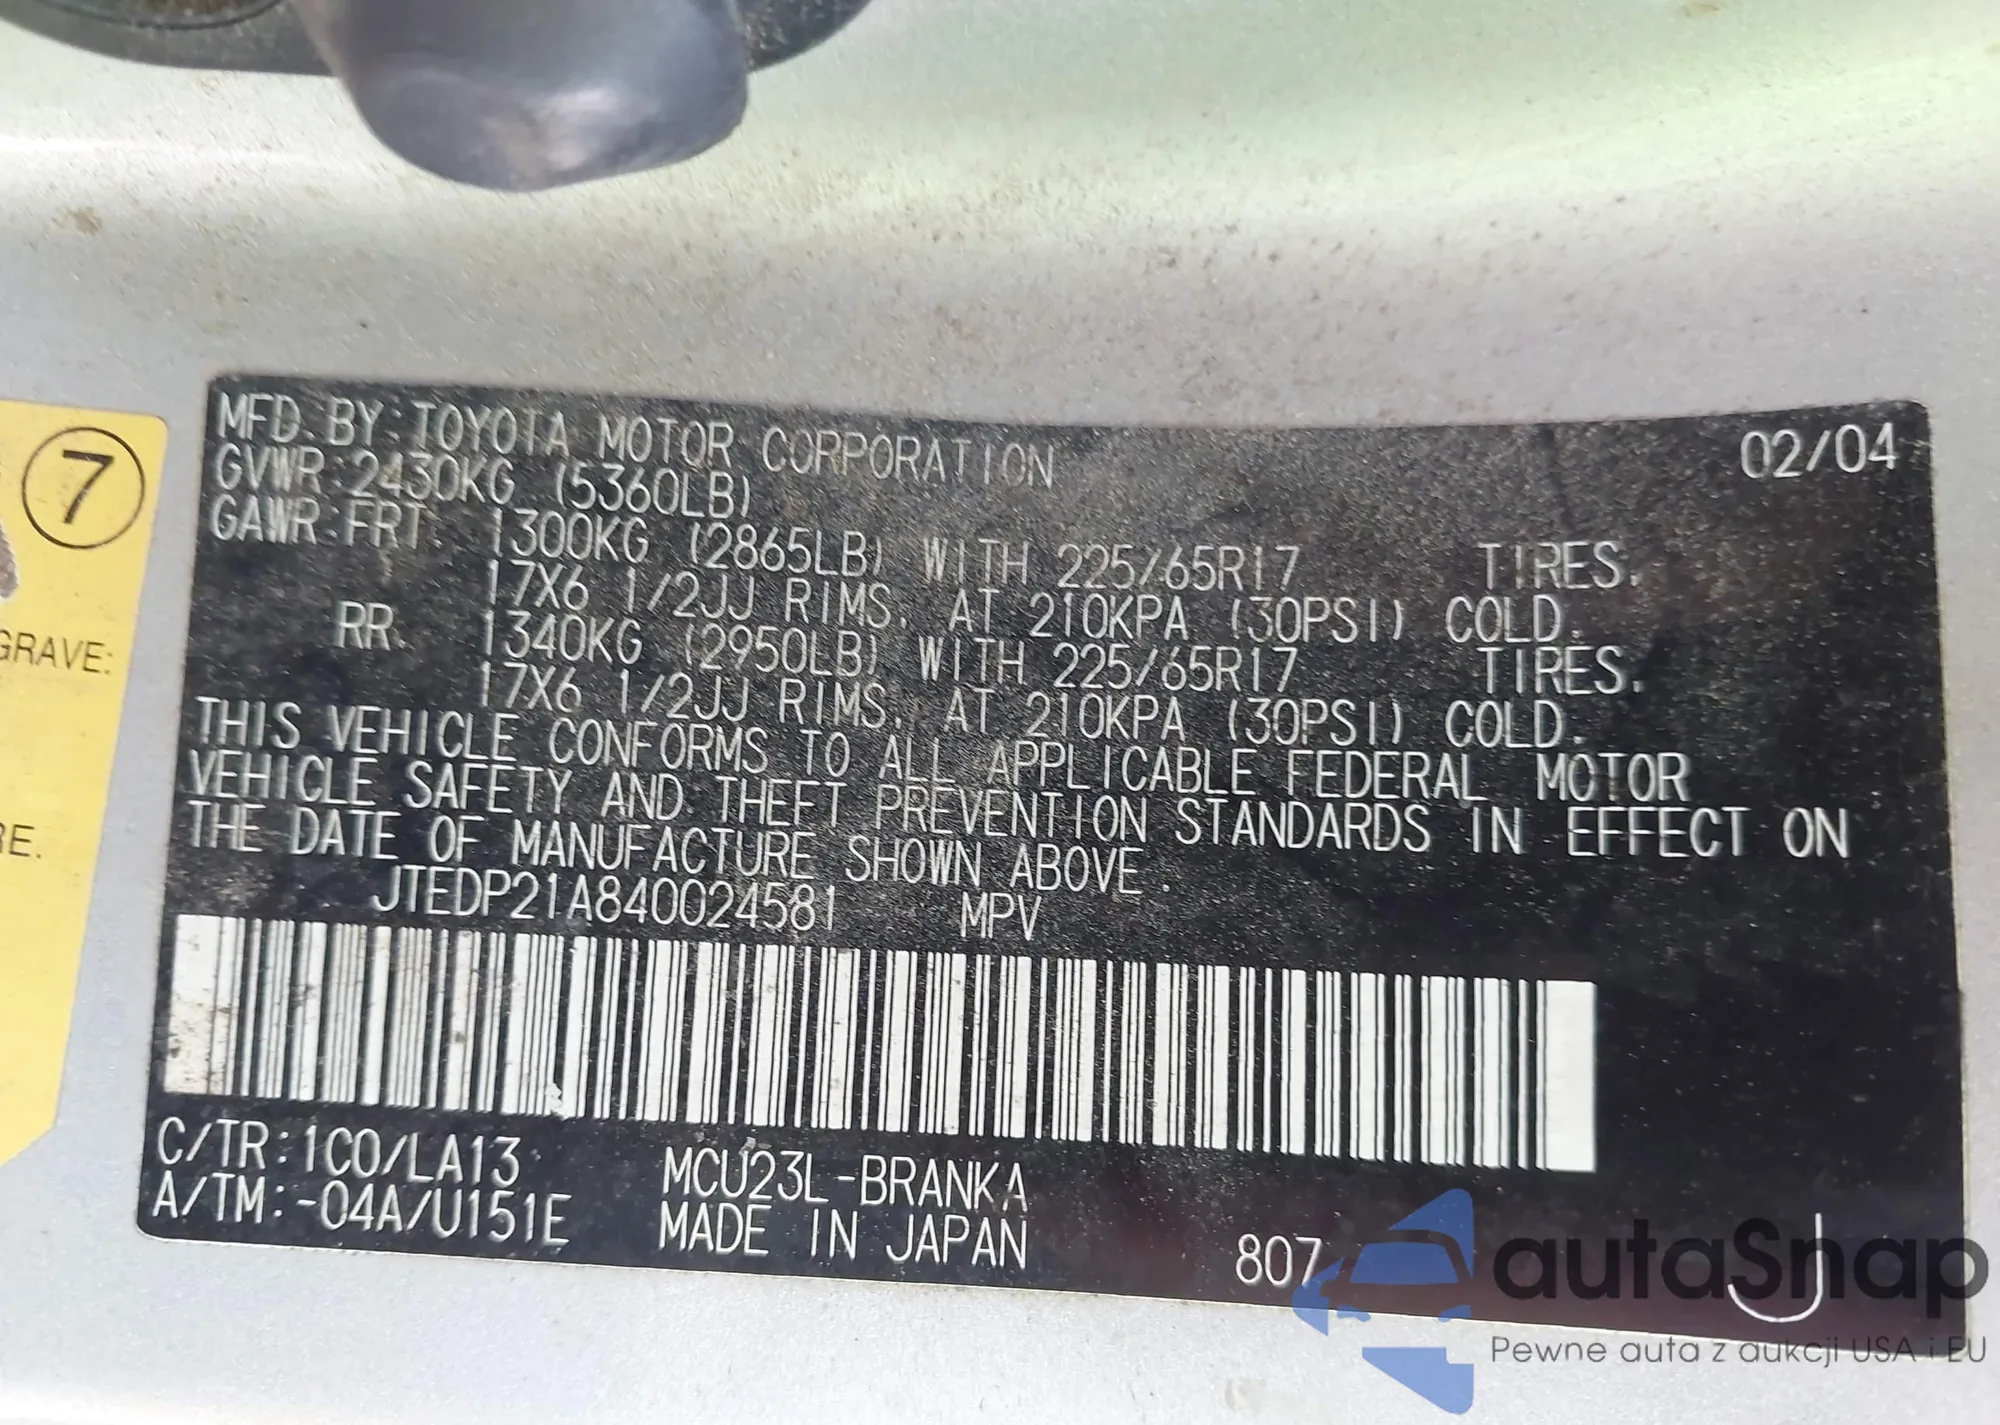 MFD. BY: TOYOTA MOTOR CORPORATION 02/04
GVWR: 2430KG (5360LB)
GAWR: FRT. 1300KG (2865LB) WITH 225/65R17 TIRES,
17X6 1/2JJ RIMS, AT 210KPA (30PSI) COLD.
RR. 1340KG (2950LB) WITH 225/65R17 TIRES,
17X6 1/2JJ RIMS, AT 210KPA (30PSI) COLD.
THIS VEHICLE CONFORMS TO ALL APPLICABLE FEDERAL MOTOR
VEHICLE SAFETY AND THEFT PREVENTION STANDARDS IN EFFECT ON
THE DATE OF MANUFACTURE SHOWN ABOVE.
JTEDP21A840024581 MPV
C/TR: 1C0/LA13 MCU23L-BRANKA
A/TM: -04A/U151E MADE IN JAPAN
807 J
7
GRAVE:
RE.
autaSnap
Pewne auta z aukcji USA i EU